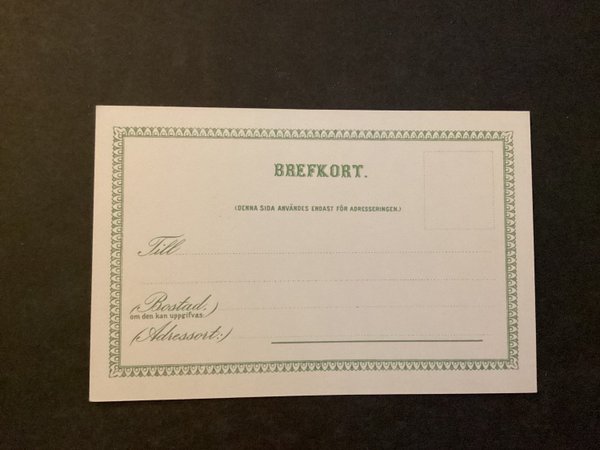 BREFKORT.
(DENNA SIDA ANVÄNDES ENDAST FÖR ADRESSERINGEN.)
Till
(Bostad,)
om den kan uppgifvas.
(Adressort:)